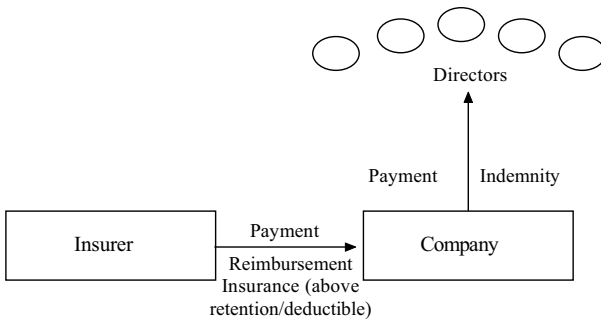 Directors
Payment Indemnity
Insurer
Payment
Company
Reimbursement
Insurance (above
retention/deductible)